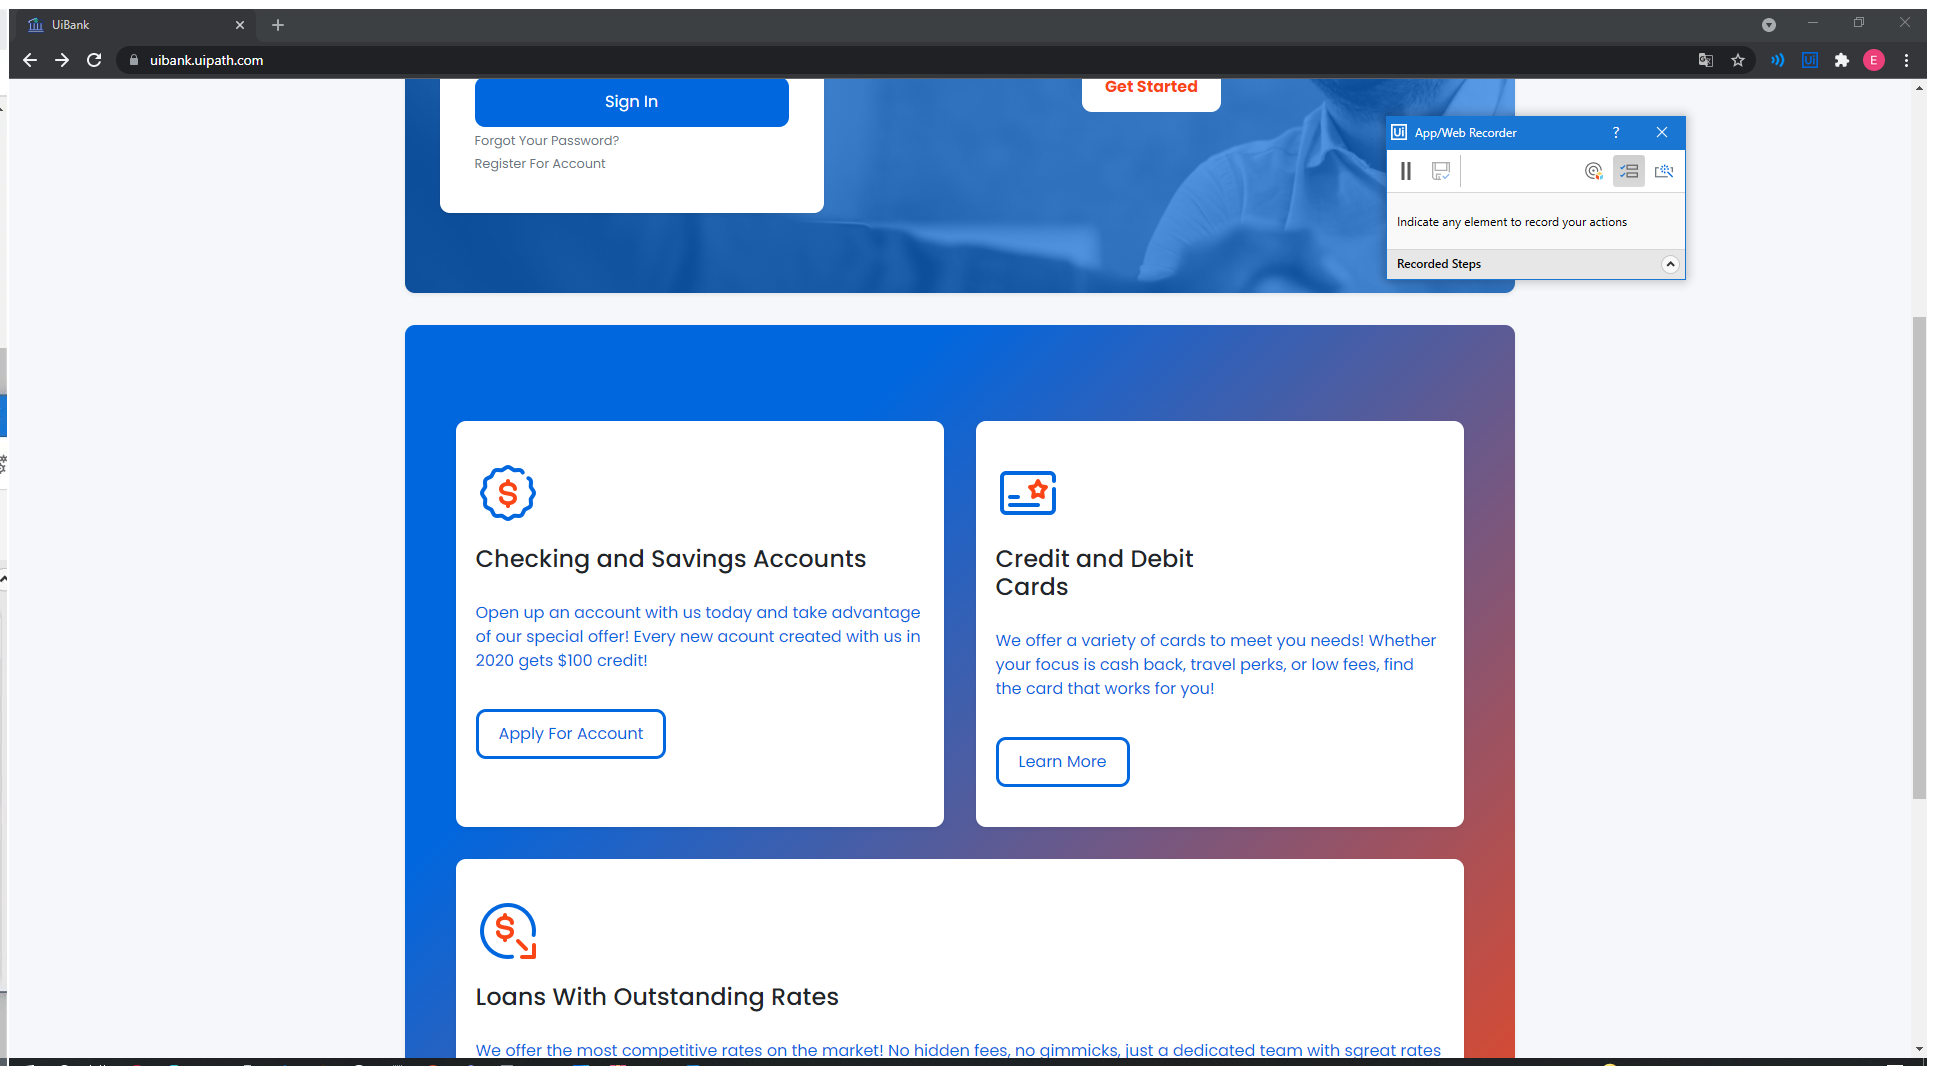 UiBank
uibank.uipath.com
E
Sign In
Forgot Your Password?
Register For Account
Get Started
Ui App/Web Recorder ?
Indicate any element to record your actions
Recorded Steps
Checking and Savings Accounts
Open up an account with us today and take advantage
of our special offer! Every new acount created with us in
2020 gets $100 credit!
Apply For Account
Credit and Debit
Cards
We offer a variety of cards to meet you needs! Whether
your focus is cash back, travel perks, or low fees, find
the card that works for you!
Learn More
Loans With Outstanding Rates
We offer the most competitive rates on the market! No hidden fees, no gimmicks, just a dedicated team with sgreat rates